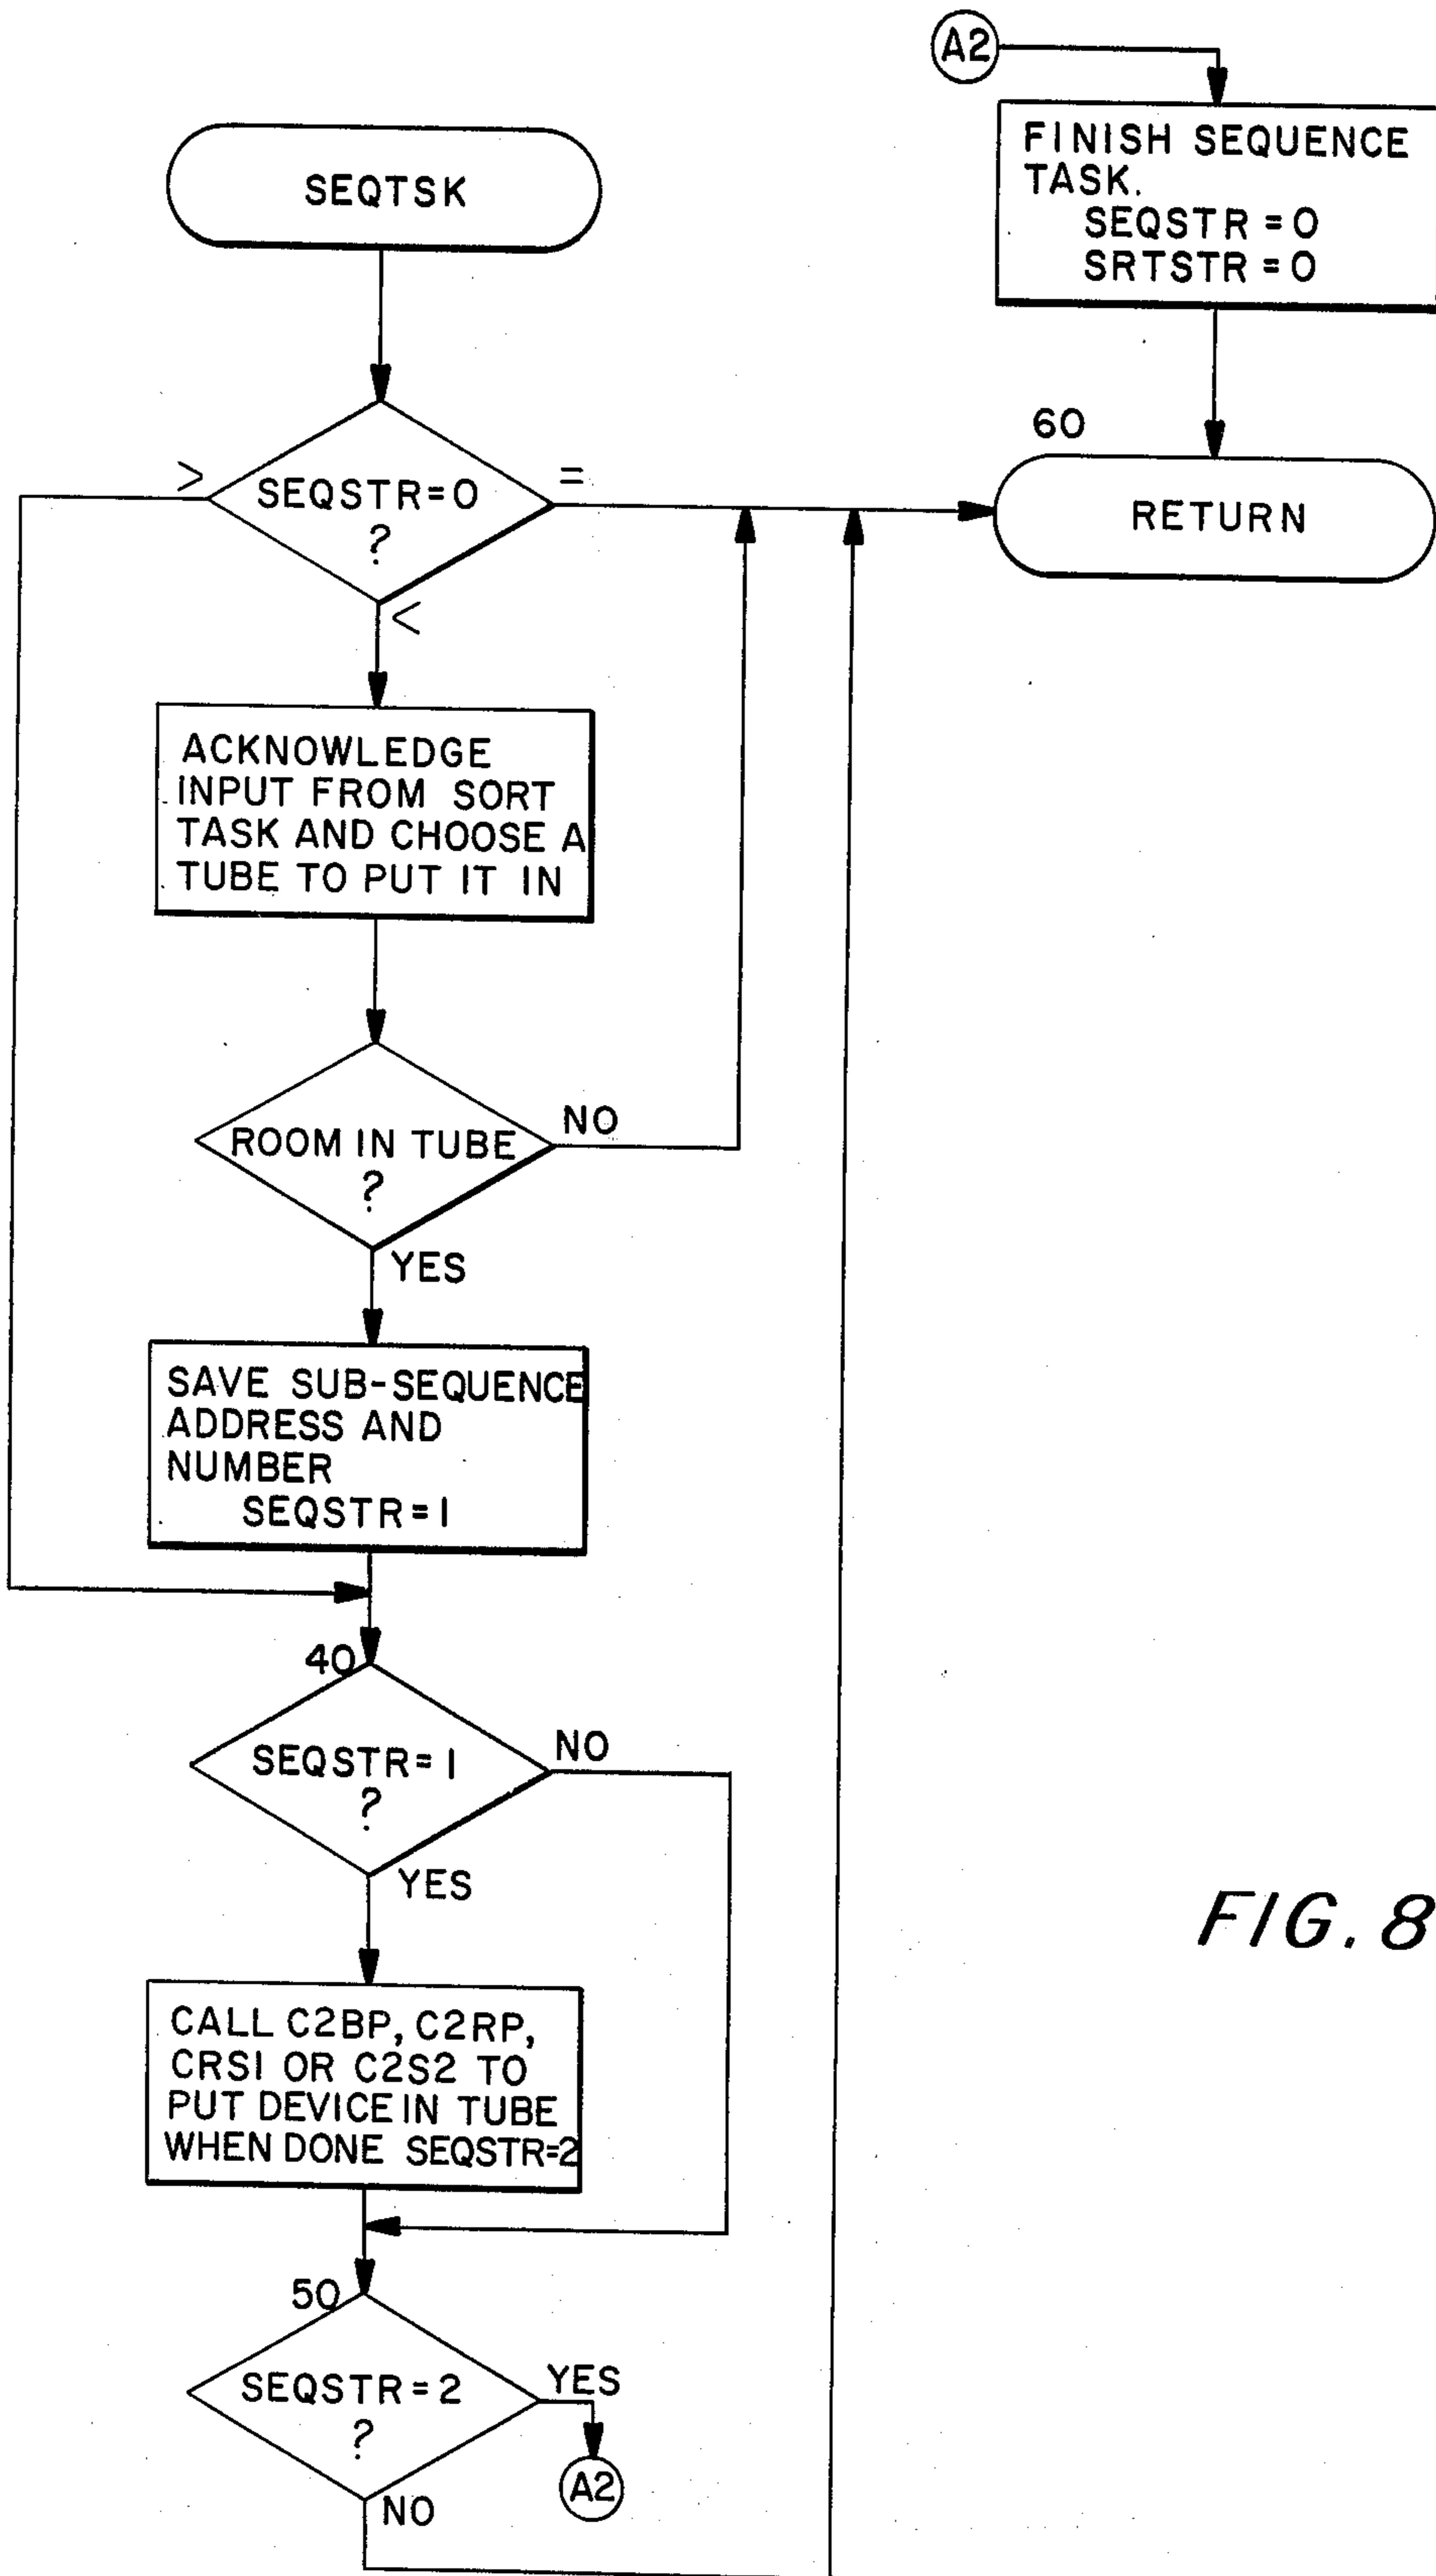 A2
FINISH SEQUENCE
TASK.
SEQSTR = 0
SRTSTR = 0
60
RETURN
SEQTSK
>
SEQSTR = 0
?
=
<
ACKNOWLEDGE
INPUT FROM SORT
TASK AND CHOOSE A
TUBE TO PUT IT IN
ROOM IN TUBE
?
NO
YES
SAVE SUB-SEQUENCE
ADDRESS AND
NUMBER
SEQSTR = 1
40
SEQSTR = 1
?
NO
YES
CALL C2BP, C2RP,
CRS1 OR C2S2 TO
PUT DEVICE IN TUBE
WHEN DONE SEQSTR=2
50
SEQSTR = 2
?
YES
A2
NO
FIG. 8